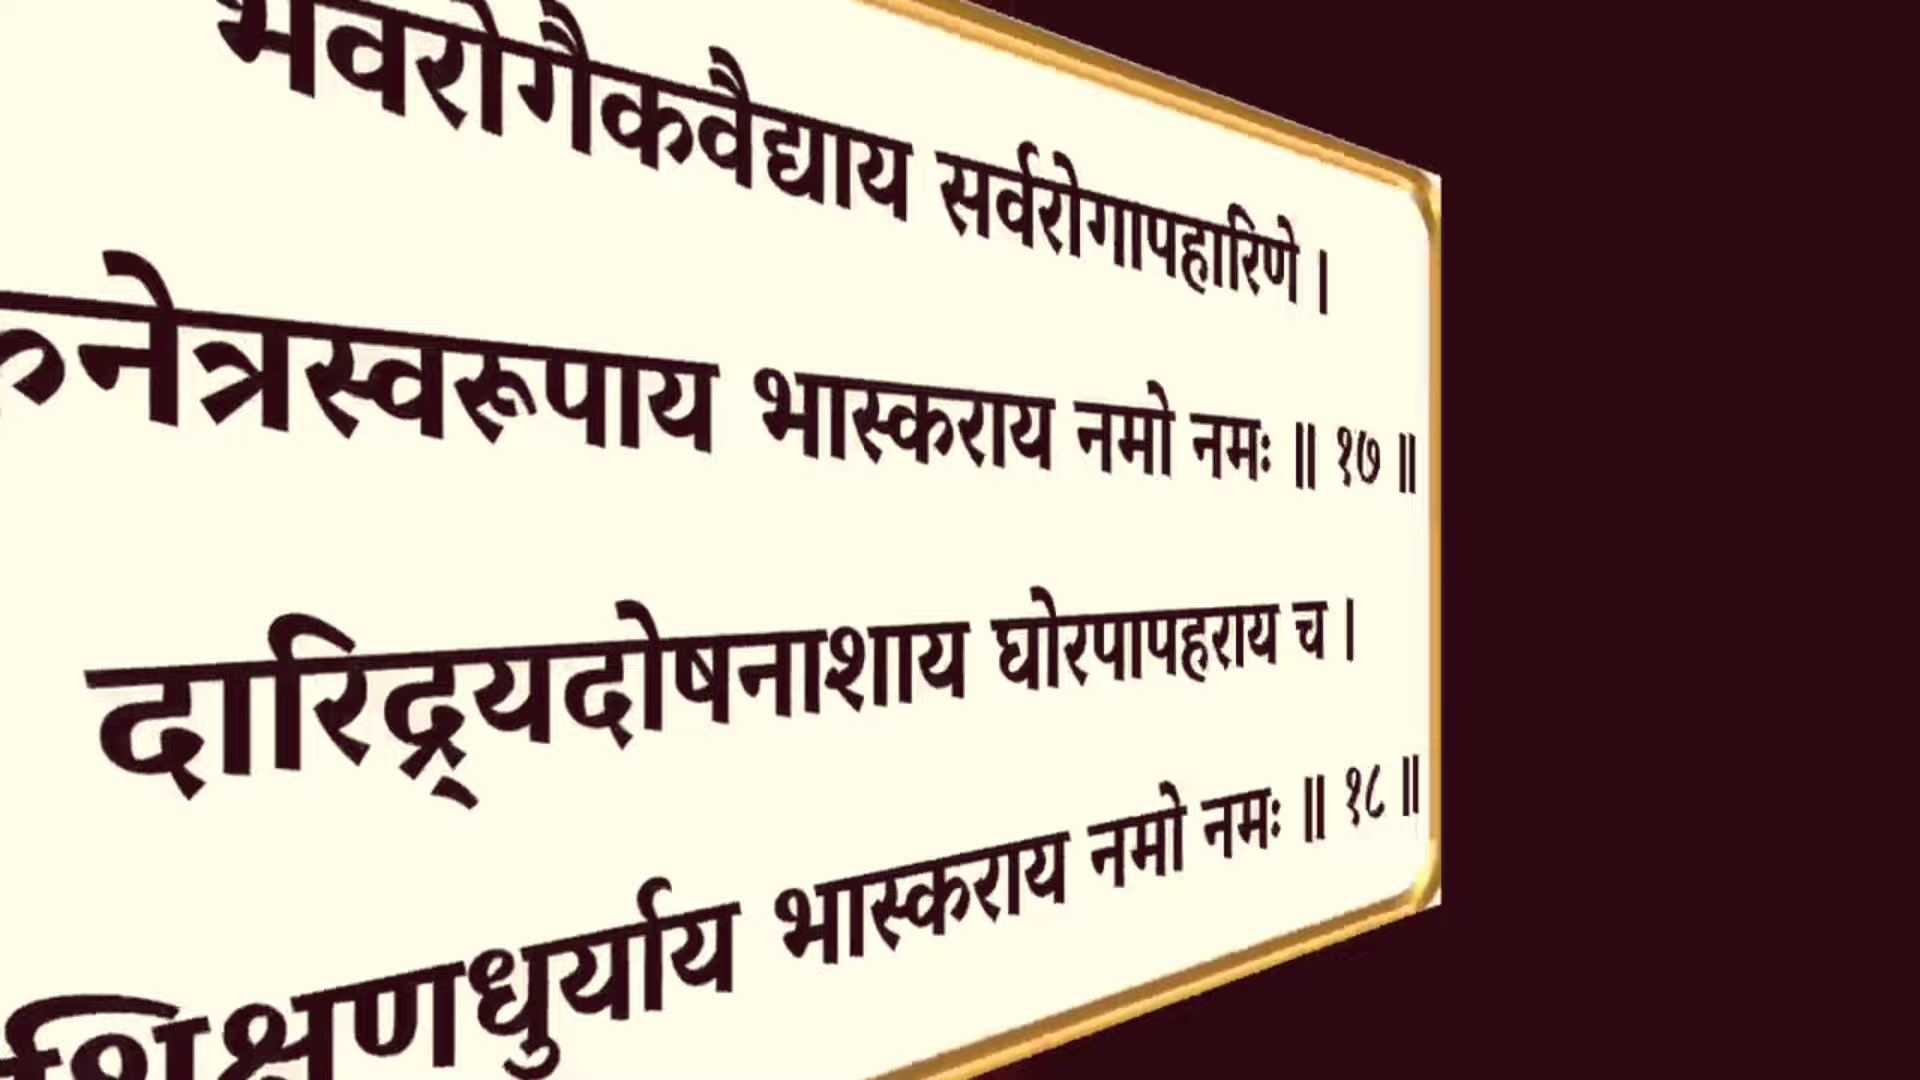 भवरोगैकवैद्याय सर्वरोगापहारिणे ।
नेत्रस्वरूपाय भास्कराय नमो नमः ॥ १७ ॥
दारिद्र्यदोषनाशाय घोरपापहराय च ।
शिक्षणधुर्याय भास्कराय नमो नमः ॥ १८ ॥